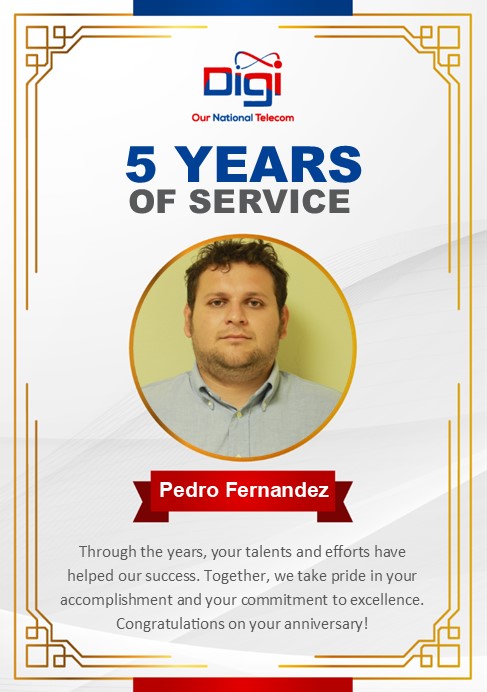 Digi
Our National Telecom
5 YEARS
OF SERVICE
Pedro Fernandez
Through the years, your talents and efforts have
helped our success. Together, we take pride in your
accomplishment and your commitment to excellence.
Congratulations on your anniversary!